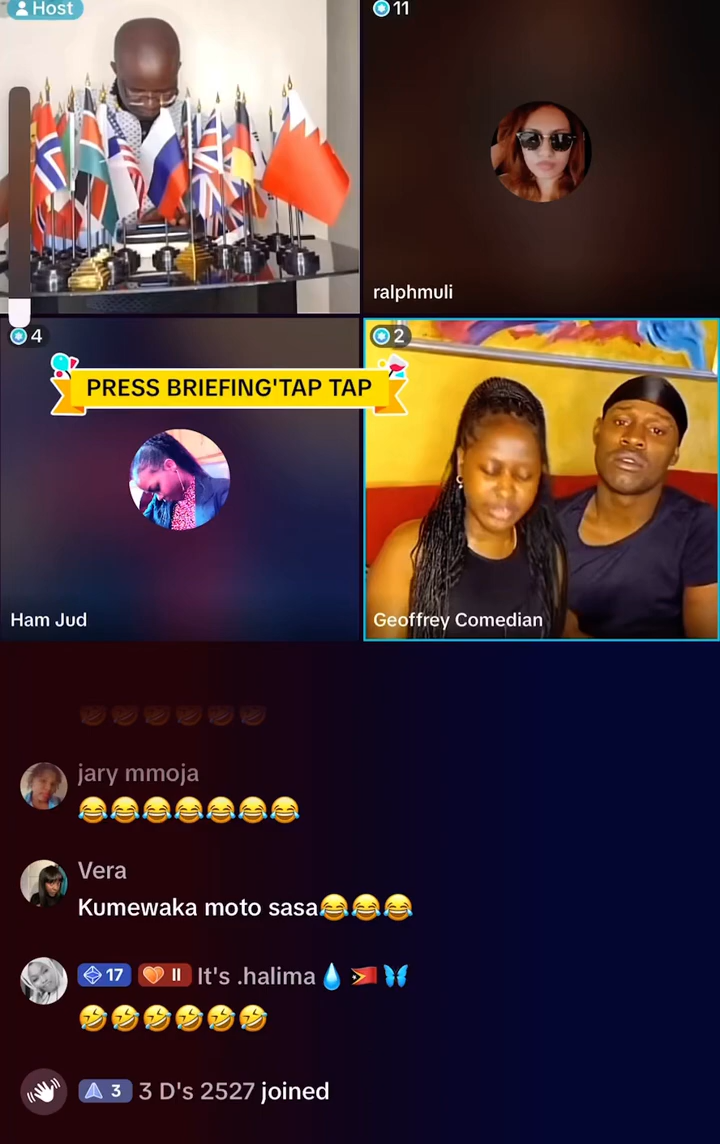 Host
11
ralphmuli
4
2
PRESS BRIEFING'TAP TAP
Ham Jud
Geoffrey Comedian
jary mmoja
😂😂😂😂😂😂😂
Vera
Kumewaka moto sasa😂😂😂
17 II It's .halima💧🇹🇱🦋
🤣🤣🤣🤣🤣🤣
3 3 D's 2527 joined